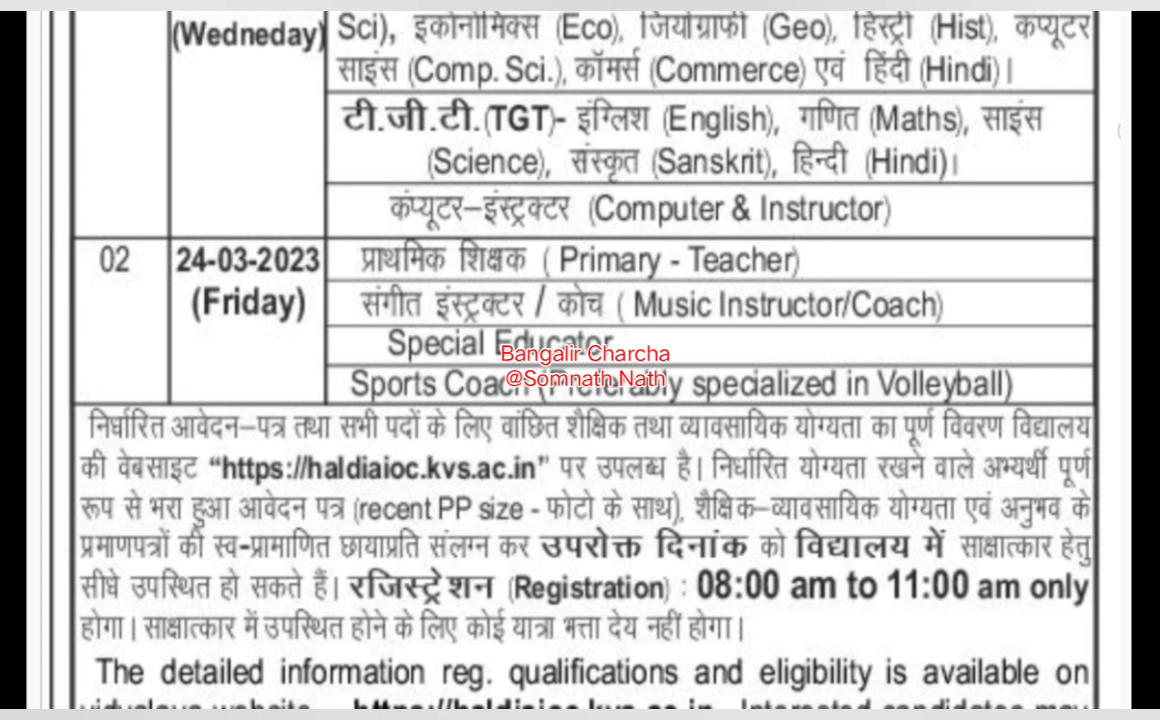 (Wedneday)
Sci), इकोनॉमिक्स (Eco), जियोग्राफी (Geo), हिस्ट्री (Hist), कंप्यूटर
साइंस (Comp. Sci.), कॉमर्स (Commerce) एवं हिंदी (Hindi)।
टी.जी.टी.(TGT)- इंग्लिश (English), गणित (Maths), साइंस
(Science), संस्कृत (Sanskrit), हिन्दी (Hindi)।
कंप्यूटर–इंस्ट्रक्टर (Computer & Instructor)
02 24-03-2023 प्राथमिक शिक्षक ( Primary - Teacher)
(Friday) संगीत इंस्ट्रक्टर / कोच ( Music Instructor/Coach)
Special Educator
Bangalir Charcha
@Somnath Nath
Sports Coach (Preferably specialized in Volleyball)
निर्धारित आवेदन–पत्र तथा सभी पदों के लिए वांछित शैक्षिक तथा व्यावसायिक योग्यता का पूर्ण विवरण विद्यालय
की वेबसाइट “https://haldiaioc.kvs.ac.in” पर उपलब्ध है। निर्धारित योग्यता रखने वाले अभ्यर्थी पूर्ण
रूप से भरा हुआ आवेदन पत्र (recent PP size - फोटो के साथ), शैक्षिक–व्यावसायिक योग्यता एवं अनुभव के
प्रमाणपत्रों की स्व-प्रामाणित छायाप्रति संलग्न कर उपरोक्त दिनांक को विद्यालय में साक्षात्कार हेतु
सीधे उपस्थित हो सकते हैं। रजिस्ट्रेशन (Registration) : 08:00 am to 11:00 am only
होगा। साक्षात्कार में उपस्थित होने के लिए कोई यात्रा भत्ता देय नहीं होगा।
The detailed information reg. qualifications and eligibility is available on